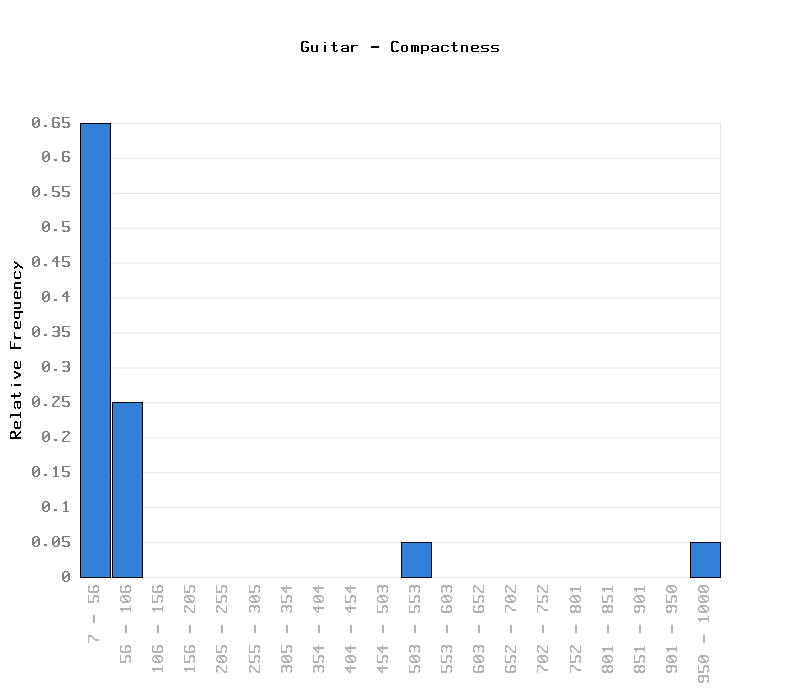 Guitar - Compactness
Relative Frequency
0.65
0.6
0.55
0.5
0.45
0.4
0.35
0.3
0.25
0.2
0.15
0.1
0.05
0
7 - 56
56 - 106
106 - 156
156 - 205
205 - 255
255 - 305
305 - 354
354 - 404
404 - 454
454 - 503
503 - 553
553 - 603
603 - 652
652 - 702
702 - 752
752 - 801
801 - 851
851 - 901
901 - 950
950 - 1000